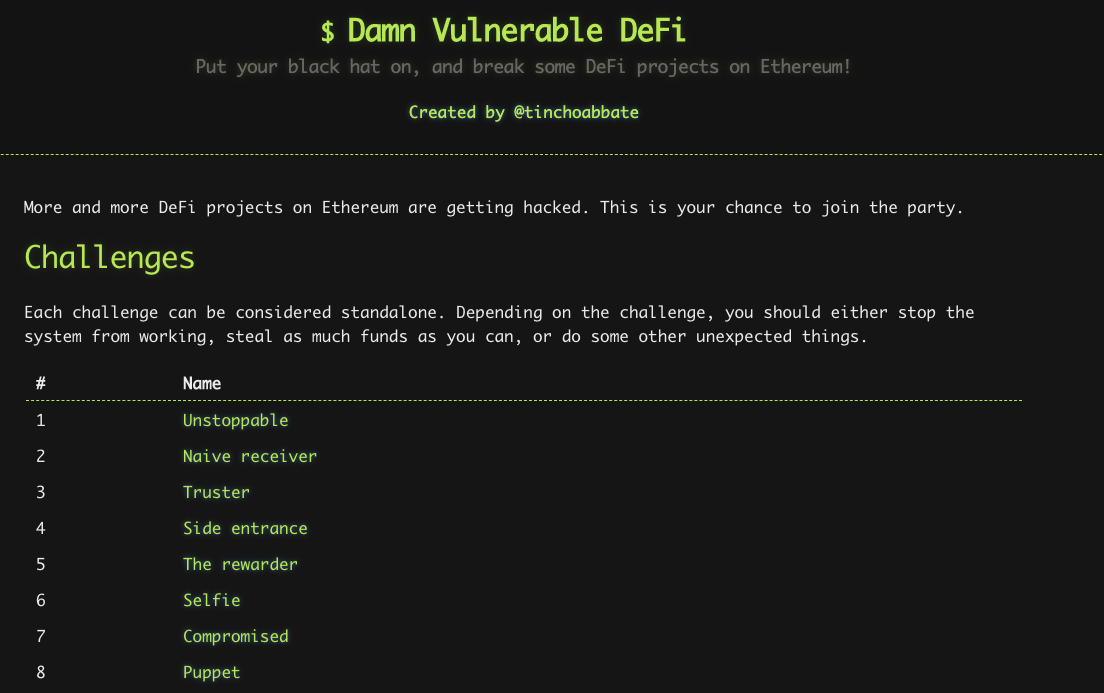 $ Damn Vulnerable DeFi
Put your black hat on, and break some DeFi projects on Ethereum!
Created by @tinchoabbate
More and more DeFi projects on Ethereum are getting hacked. This is your chance to join the party.
Challenges
Each challenge can be considered standalone. Depending on the challenge, you should either stop the
system from working, steal as much funds as you can, or do some other unexpected things.
# Name
1 Unstoppable
2 Naive receiver
3 Truster
4 Side entrance
5 The rewarder
6 Selfie
7 Compromised
8 Puppet